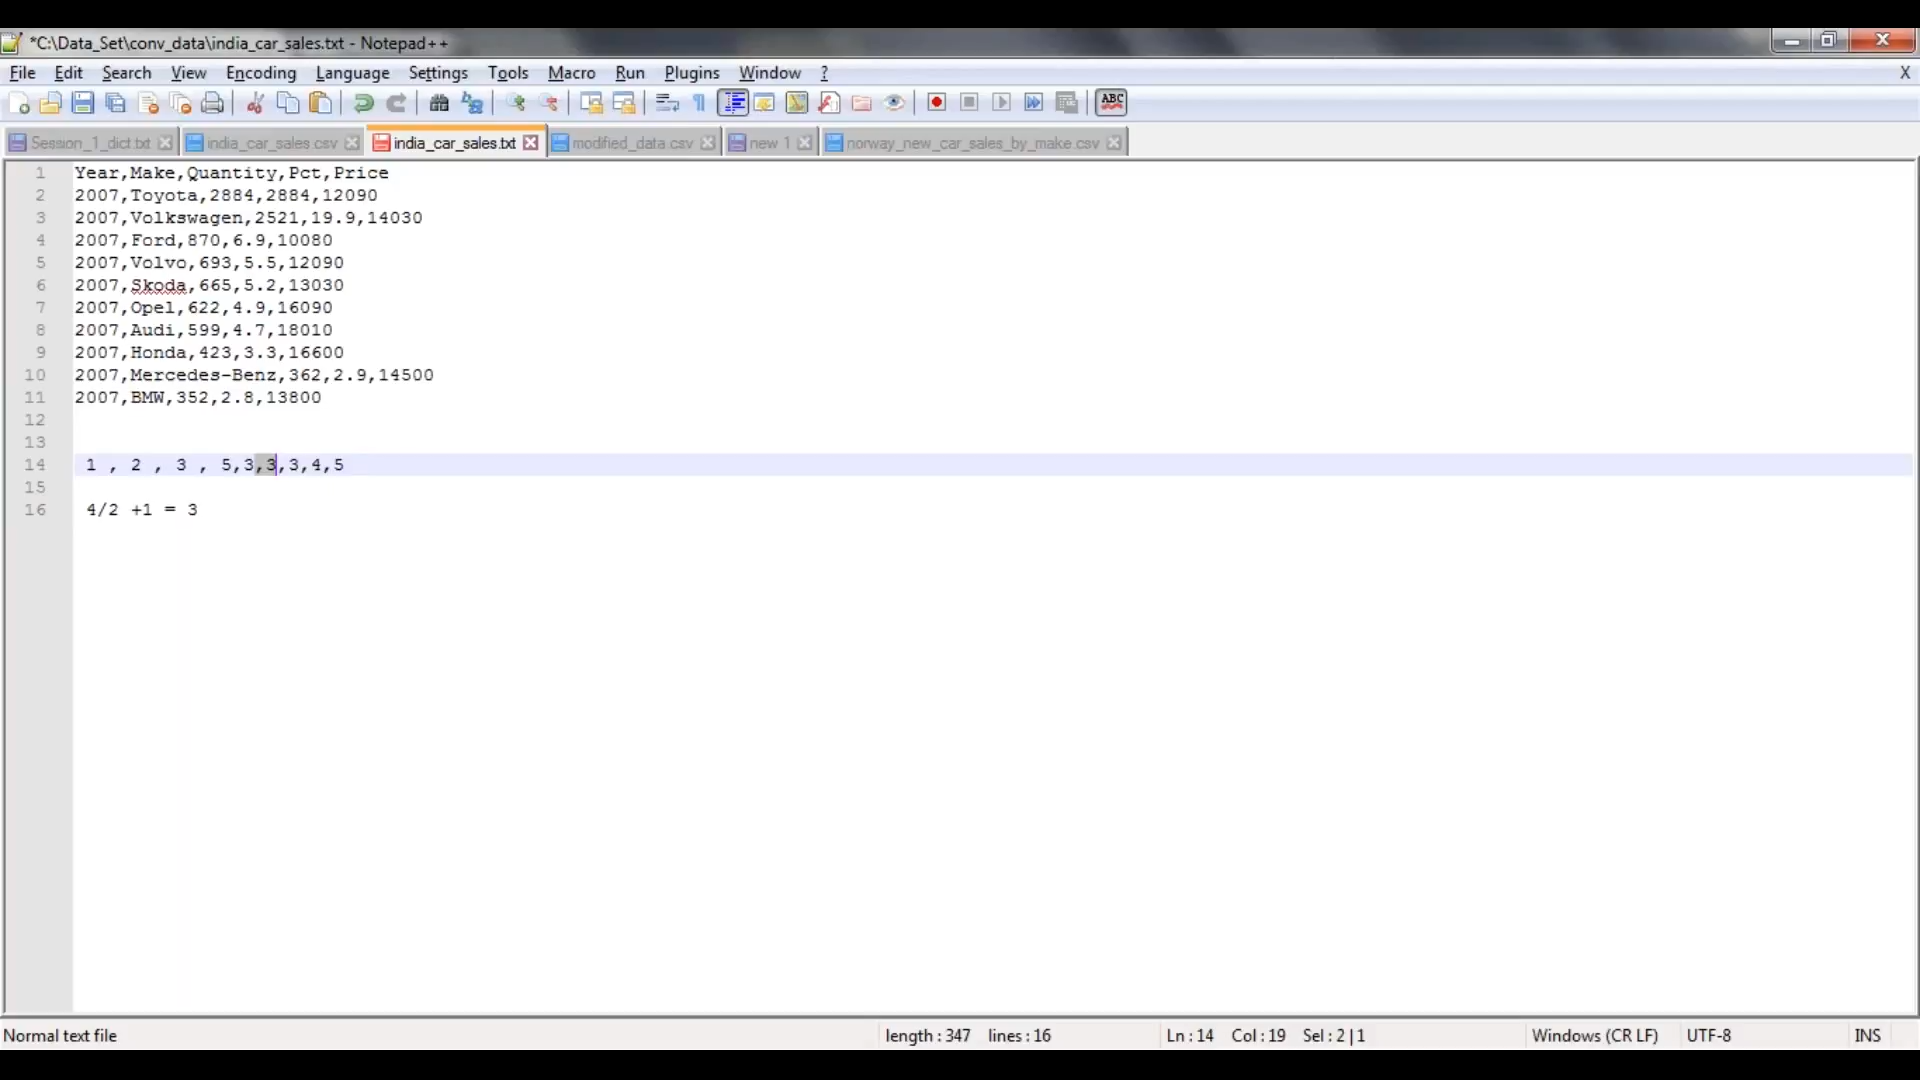 *C:\Data_Set\conv_data\india_car_sales.txt - Notepad++
File Edit Search View Encoding Language Settings Tools Macro Run Plugins Window ? X
ABC
Session_1_dict.txt india_car_sales.csv india_car_sales.txt modified_data.csv new 1 norway_new_car_sales_by_make.csv
1 Year,Make,Quantity,Pct,Price
2 2007,Toyota,2884,2884,12090
3 2007,Volkswagen,2521,19.9,14030
4 2007,Ford,870,6.9,10080
5 2007,Volvo,693,5.5,12090
6 2007,Skoda,665,5.2,13030
7 2007,Opel,622,4.9,16090
8 2007,Audi,599,4.7,18010
9 2007,Honda,423,3.3,16600
10 2007,Mercedes-Benz,362,2.9,14500
11 2007,BMW,352,2.8,13800
12
13
14 1 , 2 , 3 , 5,3,3,3,4,5
15
16 4/2 +1 = 3
Normal text file length : 347 lines : 16 Ln : 14 Col : 19 Sel : 2 | 1 Windows (CR LF) UTF-8 INS